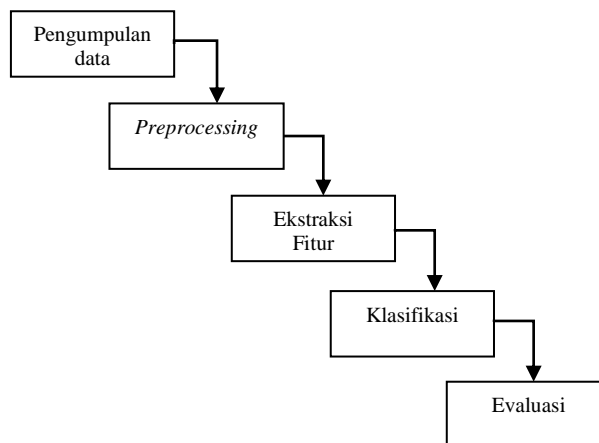 Pengumpulan
data
Preprocessing
Ekstraksi
Fitur
Klasifikasi
Evaluasi